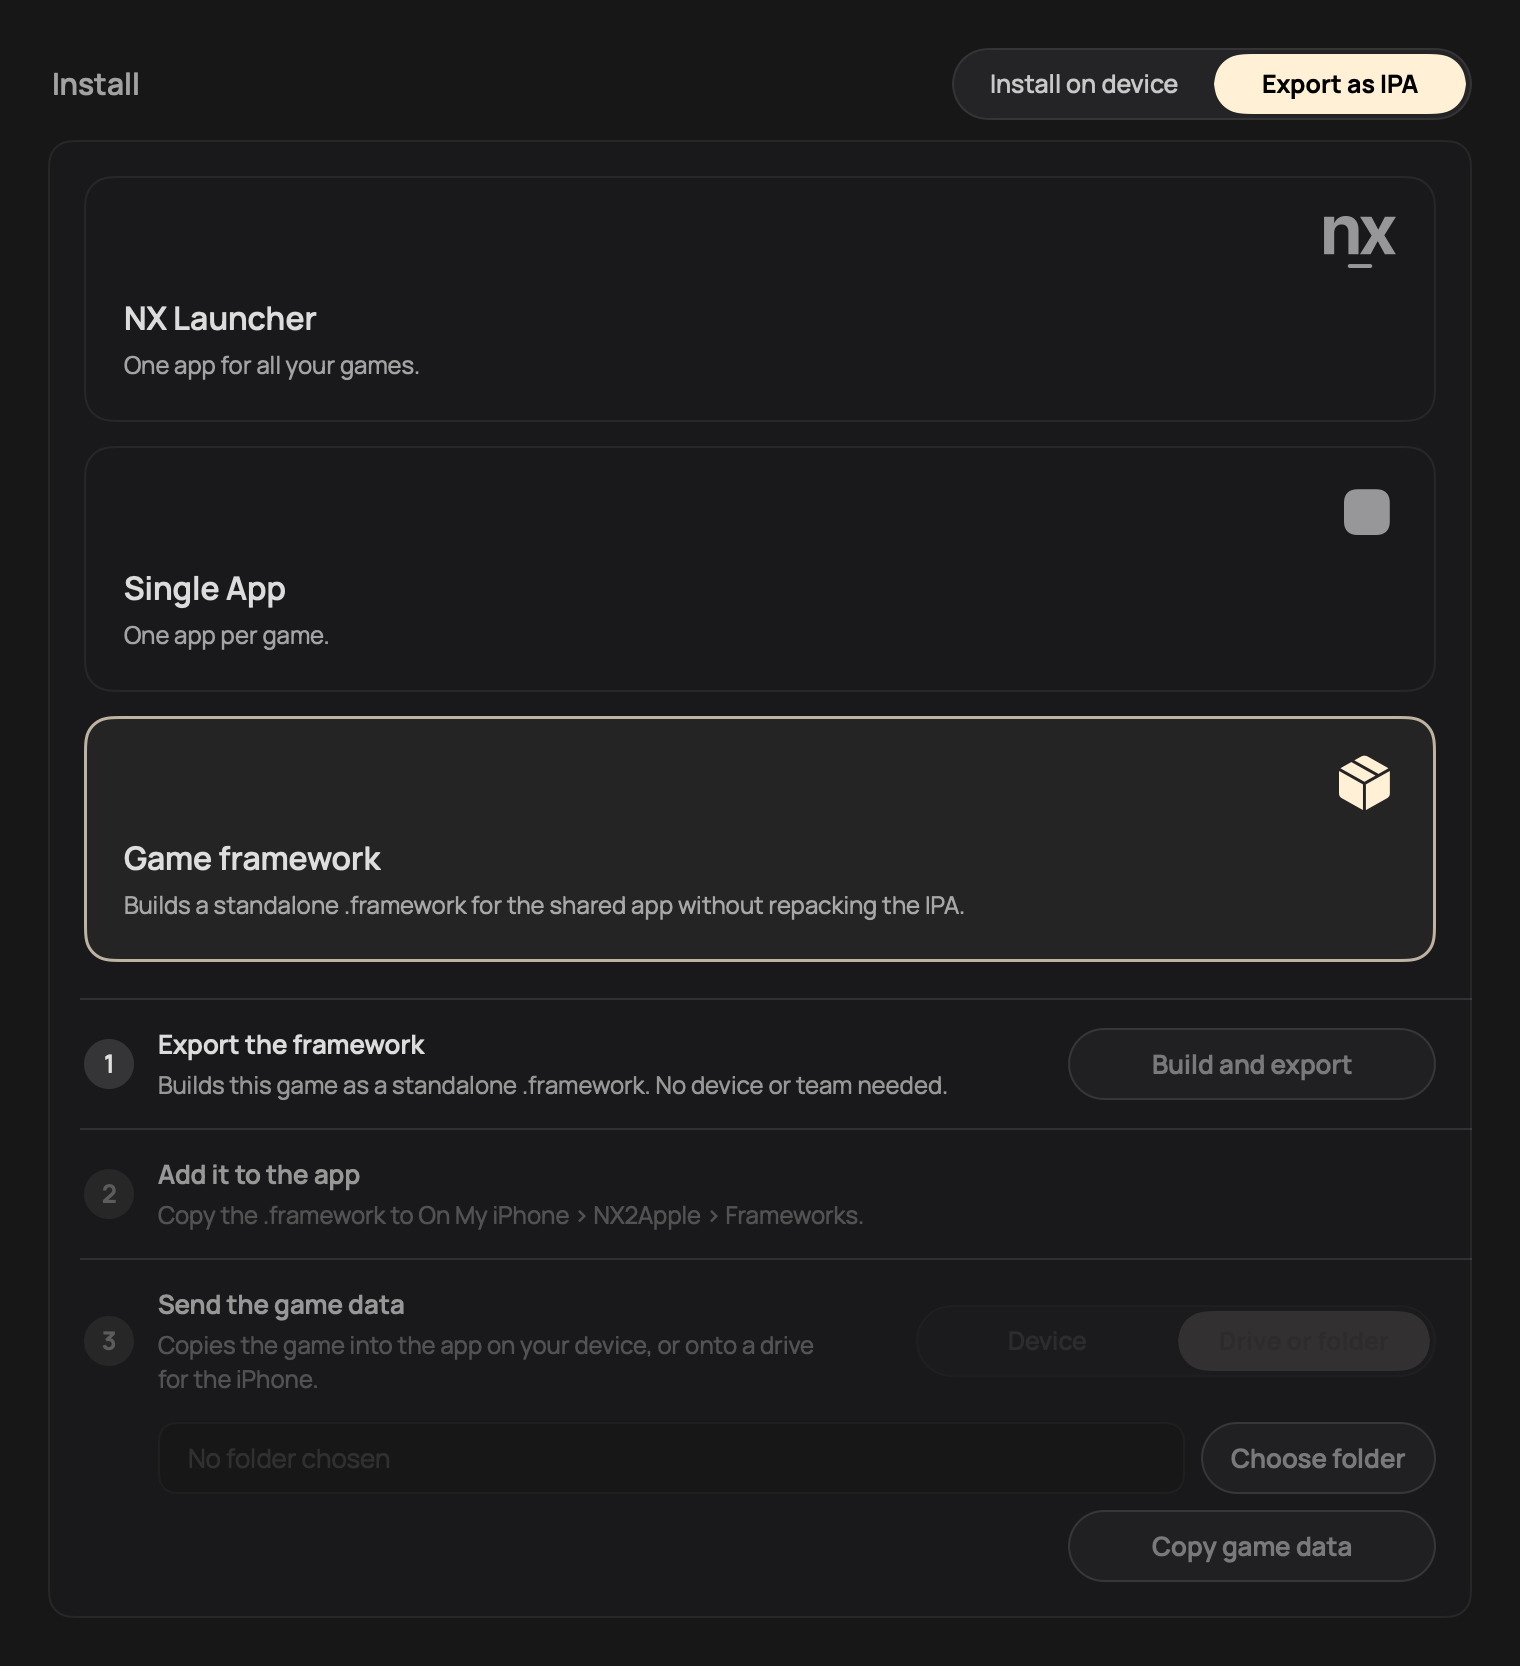 Install
Install on device
Export as IPA
nx
NX Launcher
One app for all your games.
Single App
One app per game.
Game framework
Builds a standalone .framework for the shared app without repacking the IPA.
1
Export the framework
Builds this game as a standalone .framework. No device or team needed.
Build and export
2
Add it to the app
Copy the .framework to On My iPhone > NX2Apple > Frameworks.
3
Send the game data
Copies the game into the app on your device, or onto a drive
for the iPhone.
Device
Drive or folder
No folder chosen
Choose folder
Copy game data